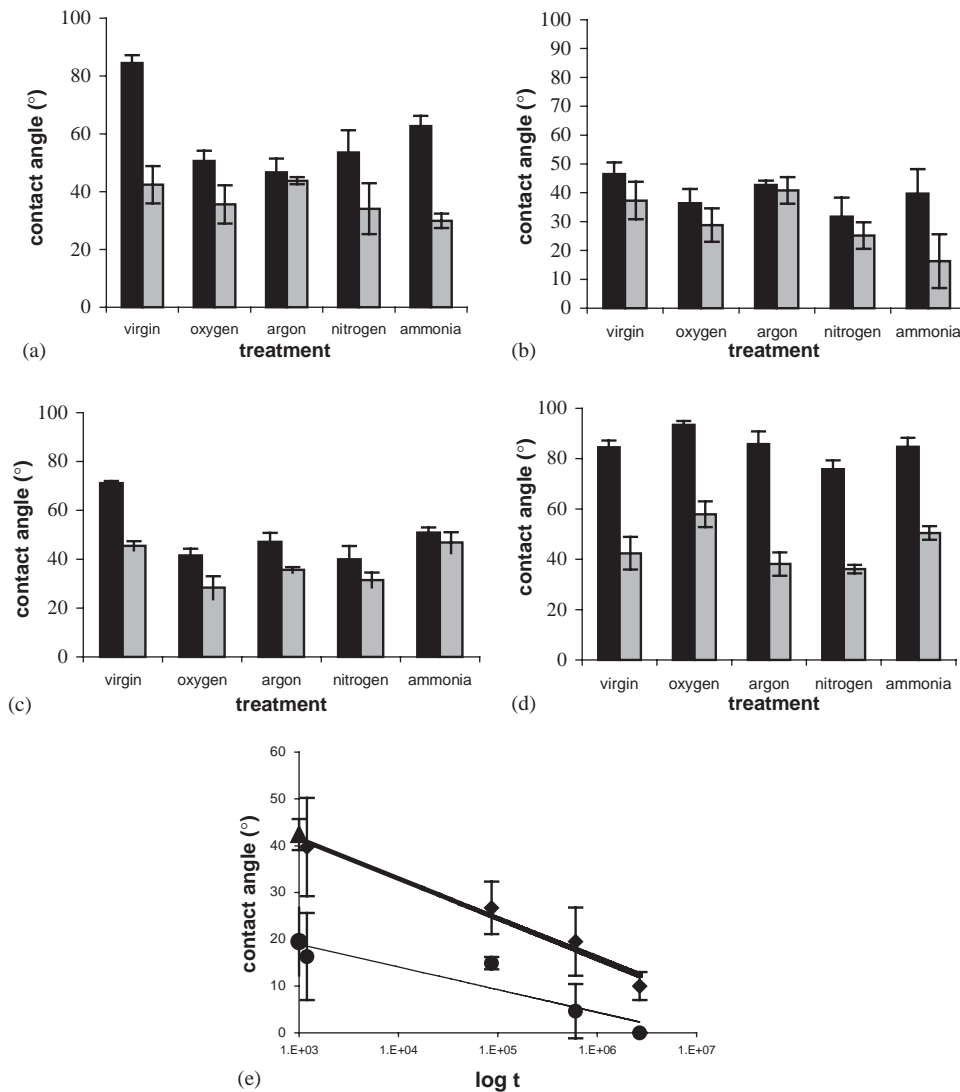 100
80
60
40
20
0
contact angle (°)
virgin oxygen argon nitrogen ammonia
treatment
(a)
100
90
80
70
60
50
40
30
20
10
0
contact angle (°)
virgin oxygen argon nitrogen ammonia
treatment
(b)
100
80
60
40
20
0
contact angle (°)
virgin oxygen argon nitrogen ammonia
treatment
(c)
100
80
60
40
20
0
contact angle (°)
virgin oxygen argon nitrogen ammonia
treatment
(d)
60
50
40
30
20
10
0
contact angle (°)
1.E+03 1.E+04 1.E+05 1.E+06 1.E+07
log t
(e)